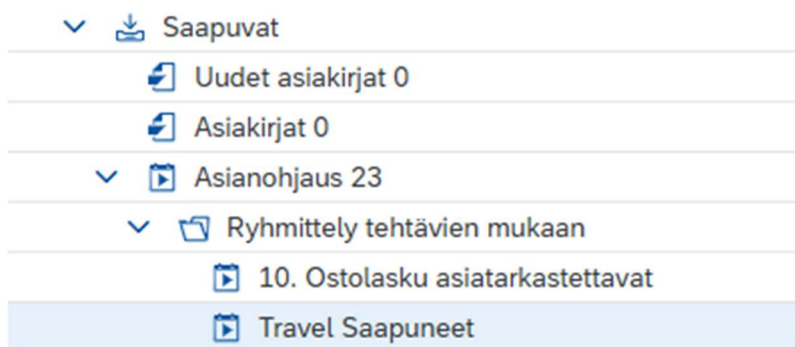 Saapuvat
Uudet asiakirjat 0
Asiakirjat 0
Asianohjaus 23
Ryhmittely tehtävien mukaan
10. Ostolasku asiatarkastettavat
Travel Saapuneet